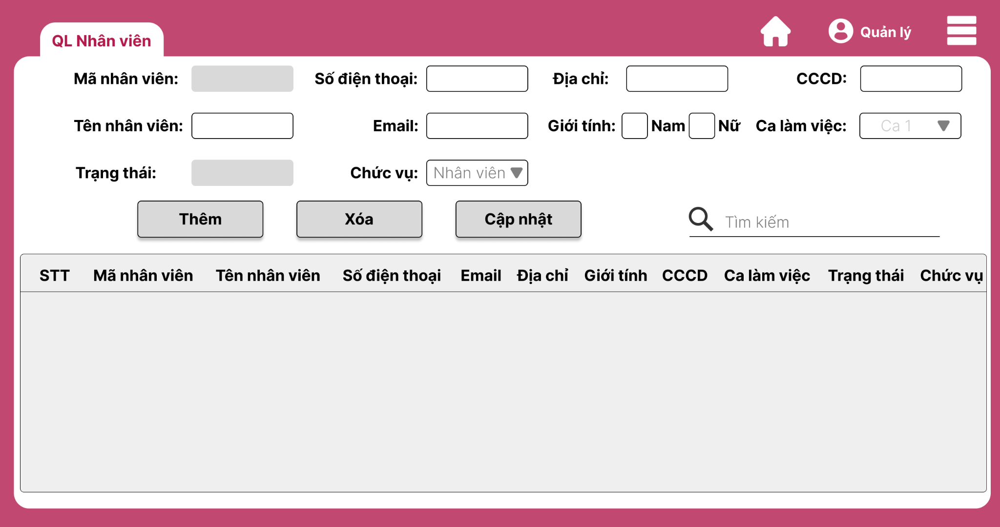 QL Nhân viên
Quản lý
Mã nhân viên: Số điện thoại: Địa chỉ: CCCD:
Tên nhân viên: Email: Giới tính: Nam Nữ Ca làm việc: Ca 1
Trạng thái: Chức vụ: Nhân viên
Thêm Xóa Cập nhật Tìm kiếm
STT Mã nhân viên Tên nhân viên Số điện thoại Email Địa chỉ Giới tính CCCD Ca làm việc Trạng thái Chức vụ